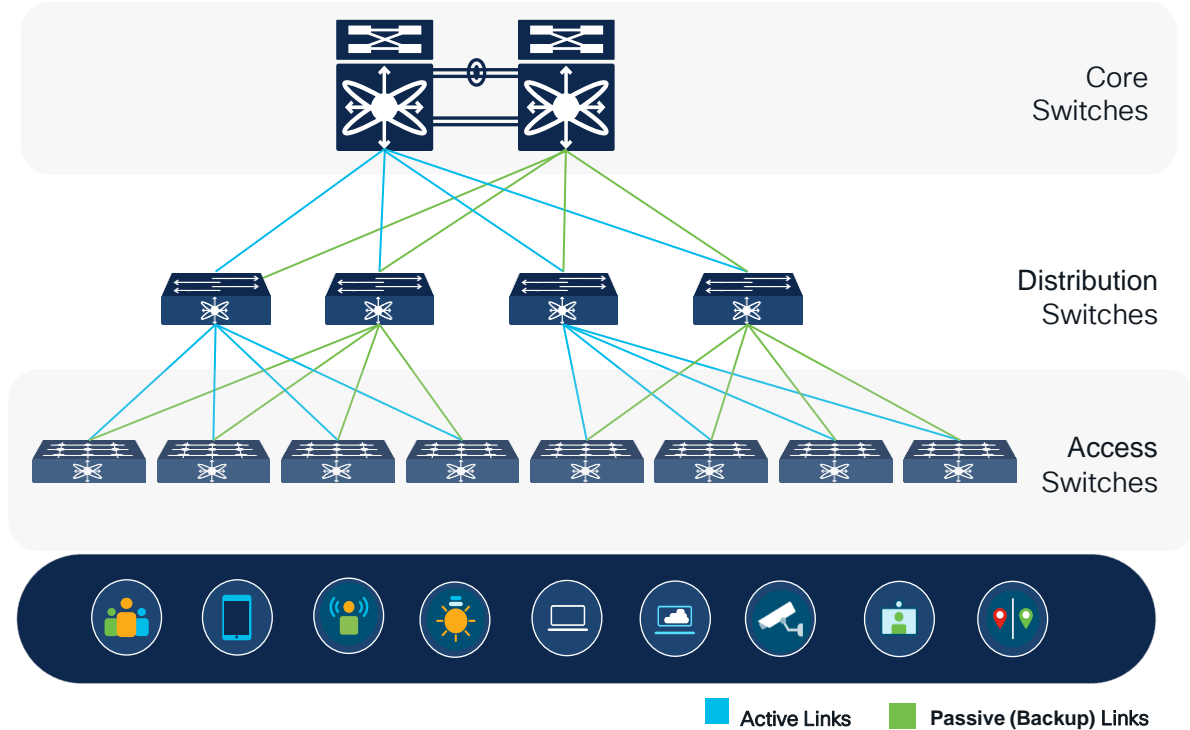 Core
Switches
Distribution
Switches
Access
Switches
Active Links
Passive (Backup) Links